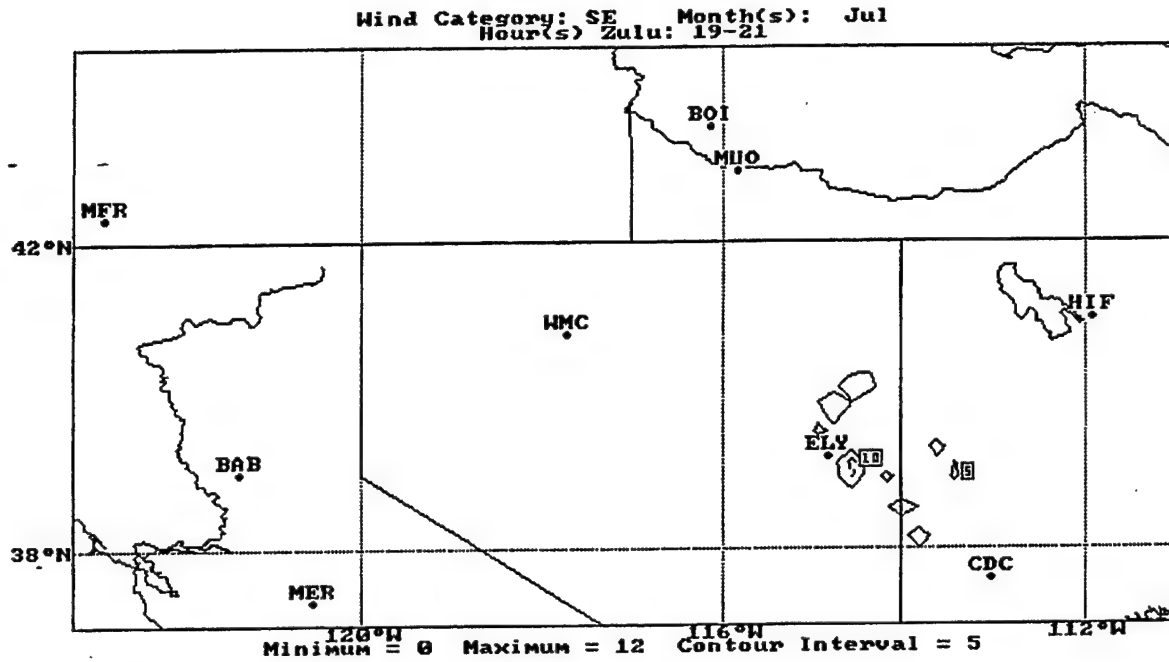 Wind Category: SE Month(s): Jul
Hour(s) Zulu: 19-21
BOI
MUO
MFR
42°N
HIF
WMC
ELY
10
BAB
5
38°N
CDC
MER
120°W 116°W 112°W
Minimum = 0 Maximum = 12 Contour Interval = 5